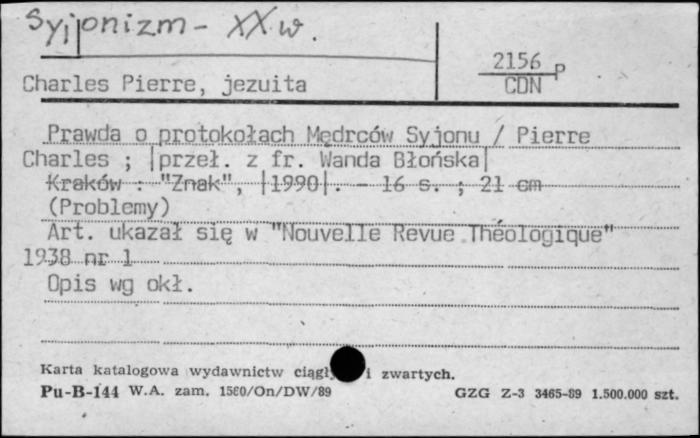 Syjonizm - XX w.
2156 p
CDN
Charles Pierre, jezuita
Prawda o protokołach Mędrców Syjonu / Pierre
Charles ; |przeł. z fr. Wanda Błońska|
Kraków : "Znak", |1990|. - 16 s. ; 21 cm
(Problemy)
Art. ukazał się w "Nouvelle Revue Théologique"
1938 nr 1
Opis wg okł.
Karta katalogowa wydawnictw ciągły i zwartych.
Pu-B-144 W.A. zam. 1560/On/DW/89 GZG Z-3 3465-89 1.500.000 szt.